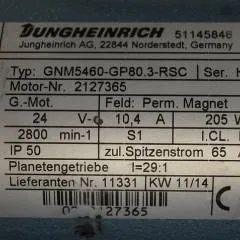 JUNGHEINRICH 51145846
Jungheinrich AG, 22844 Norderstedt, Germany
Typ: GNM5460-GP80.3-RSC Ser.
Motor-Nr. 2127365
G.-Mot. Feld: Perm. Magnet
24 V- 10,4 A 205 W
2800 min-1 S1 I.CL.
IP 50 zul.Spitzenstrom 65
Planetengetriebe I=29:1
Lieferanten Nr. 11331 KW 11/14
127365